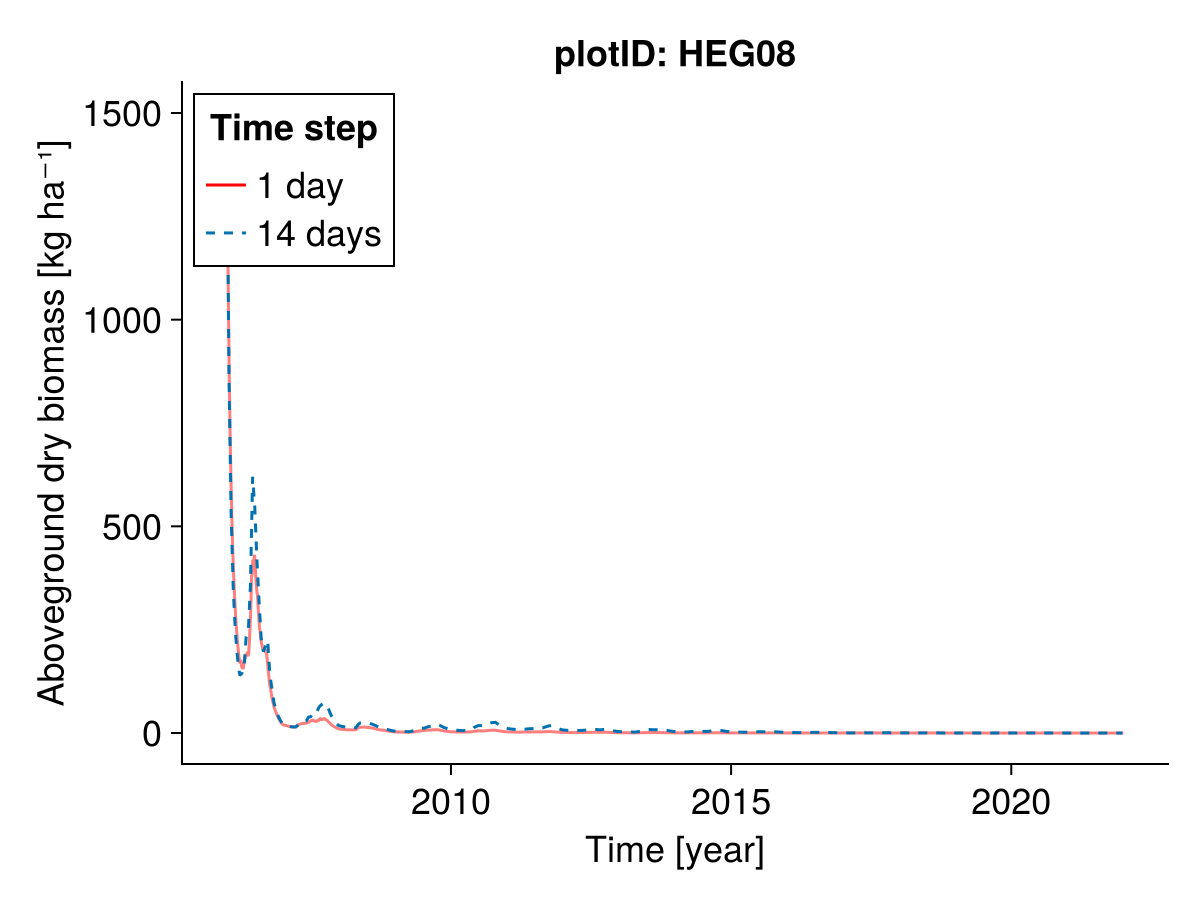 plotID: HEG08
Aboveground dry biomass [kg ha⁻¹]
1500
1000
500
0
Time step
1 day
14 days
2010
2015
2020
Time [year]